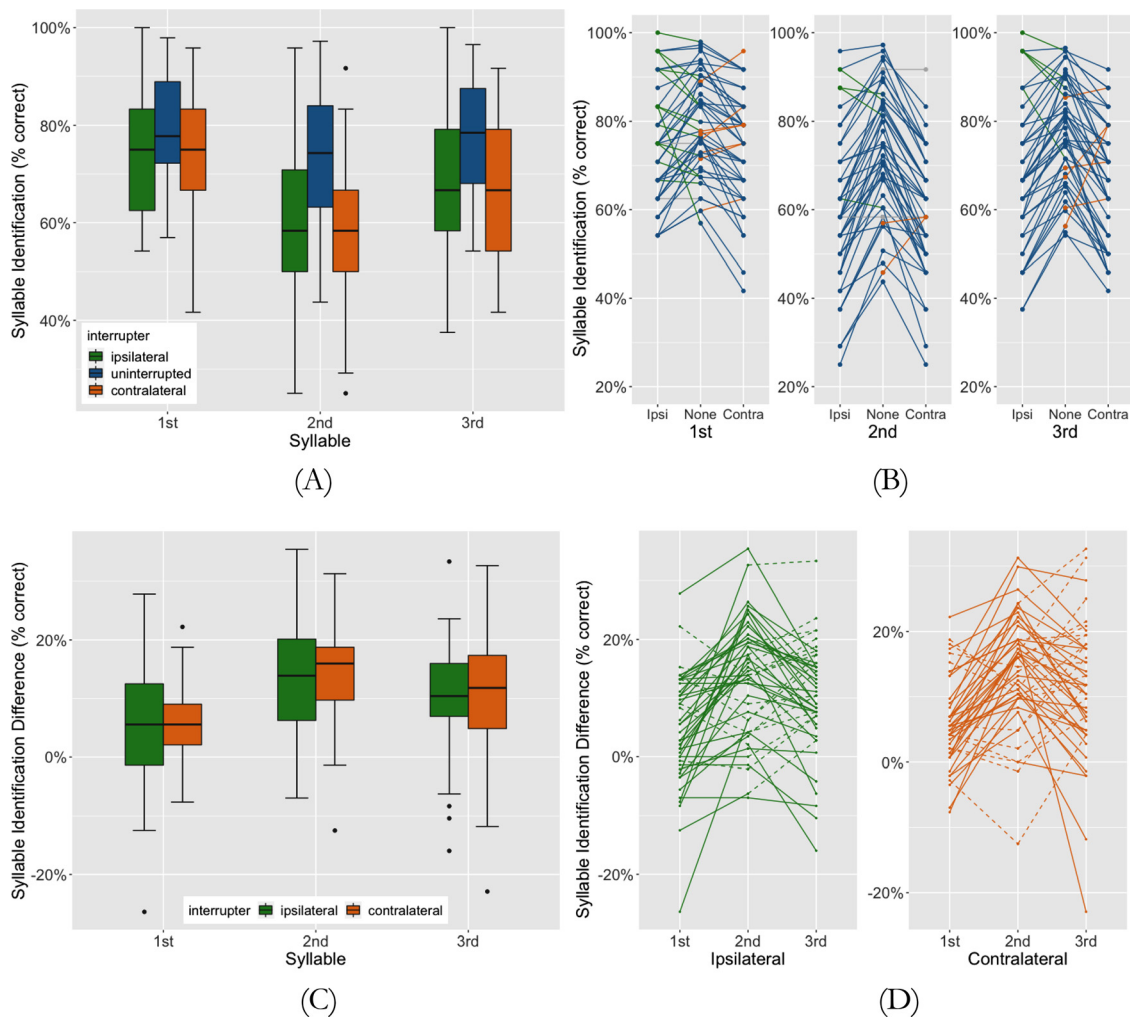 Syllable Identification (% correct)
100%
80%
60%
40%
interrupter
ipsilateral
uninterrupted
contralateral
1st 2nd 3rd
Syllable
(A)
Syllable Identification (% correct)
100% 100% 100%
80% 80% 80%
60% 60% 60%
40% 40% 40%
20% 20% 20%
Ipsi None Contra Ipsi None Contra Ipsi None Contra
1st 2nd 3rd
(B)
Syllable Identification Difference (% correct)
20%
0%
-20%
interrupter ipsilateral contralateral
1st 2nd 3rd
Syllable
(C)
Syllable Identification Difference (% correct)
20% 20%
0% 0%
-20% -20%
1st 2nd 3rd 1st 2nd 3rd
Ipsilateral Contralateral
(D)